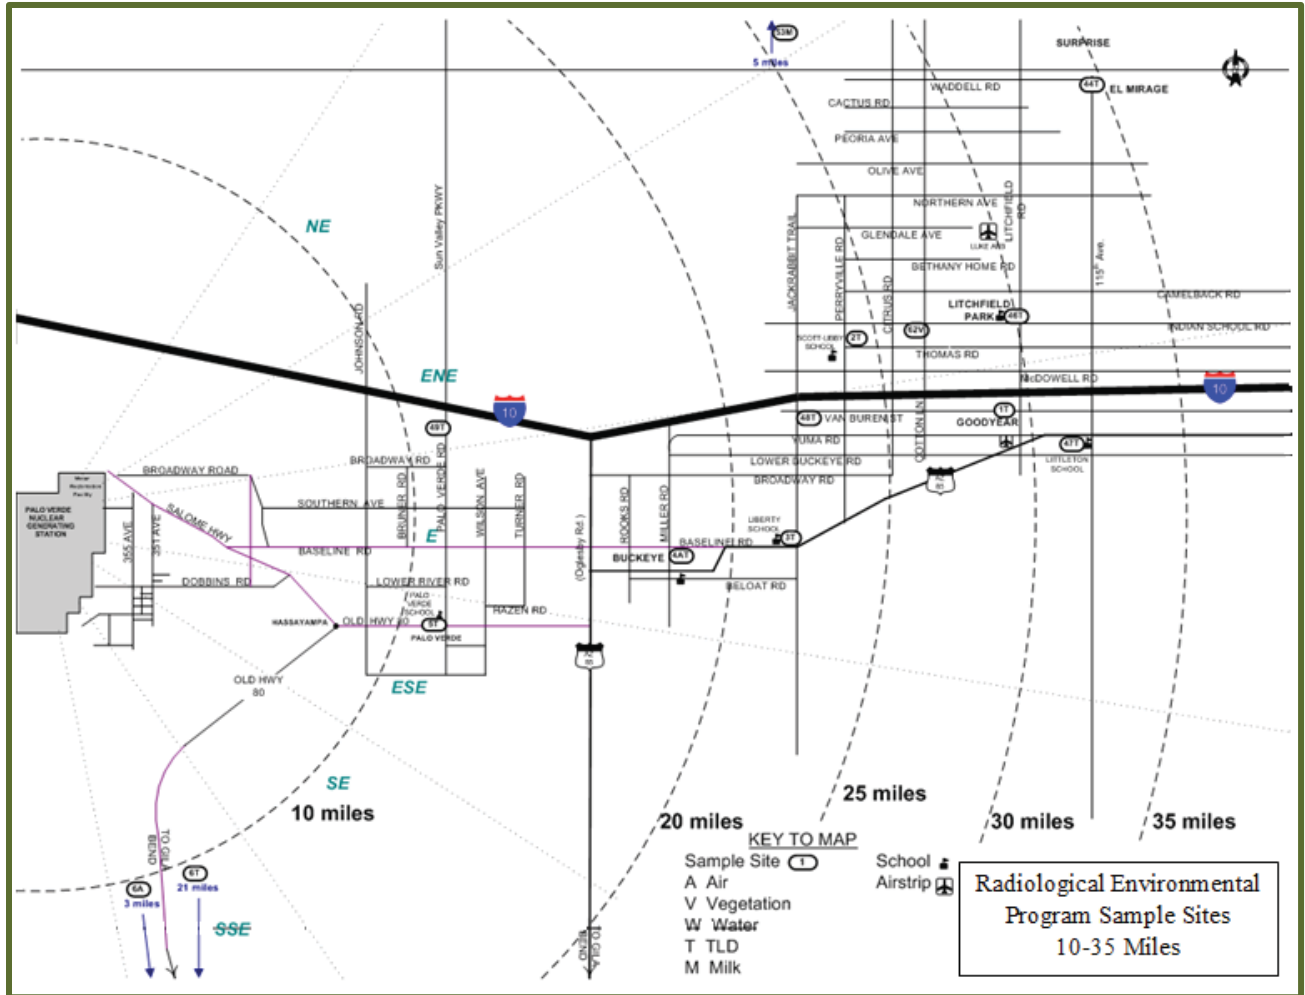 53M
5 miles
SURPRISE
44T
EL MIRAGE
WADDELL RD
CACTUS RD
PEORIA AVE
OLIVE AVE
NORTHERN AVE
LITCHFIELD RD
GLENDALE AVE
LUKE AFB
BETHANY HOME RD
JACKRABBIT TRAIL
PERRYVILLE RD
CITRUS RD
115th Ave.
CAMELBACK RD
LITCHFIELD
PARK
46T
INDIAN SCHOOL RD
62V
SCOTT-LIBBY
SCHOOL
2T
THOMAS RD
McDOWELL RD
10
NE
Sun Valley PKWY
JOHNSON RD
ENE
10
49T
48T
VAN BUREN ST
1T
GOODYEAR
YUMA RD
COTTON LN
47T
LITTLETON
SCHOOL
LOWER BUCKEYE RD
BROADWAY RD
85
BROADWAY ROAD
BROADWAY RD
Water
Reclamation
Facility
PALO VERDE
NUCLEAR
GENERATING
STATION
SALOME HWY
SOUTHERN AVE
BRUNER RD
PALO VERDE RD
WILSON AVE
TURNER RD
(Oglesby Rd.)
ROOKS RD
MILLER RD
355 AVE
351 AVE
E
BASELINE RD
LIBERTY
SCHOOL
3T
BUCKEYE
4AT
BASELINE RD
BELOAT RD
DOBBINS RD
LOWER RIVER RD
PALO
VERDE
SCHOOL
HAZEN RD
HASSAYAMPA
OLD HWY 80
5T
PALO VERDE
85
OLD HWY
80
ESE
SE
10 miles
20 miles
25 miles
30 miles
35 miles
TO GILA
BEND
6A
3 miles
6T
21 miles
SSE
TO GILA
BEND
KEY TO MAP
Sample Site 1
A Air
V Vegetation
W Water
T TLD
M Milk
School
Airstrip
Radiological Environmental
Program Sample Sites
10-35 Miles